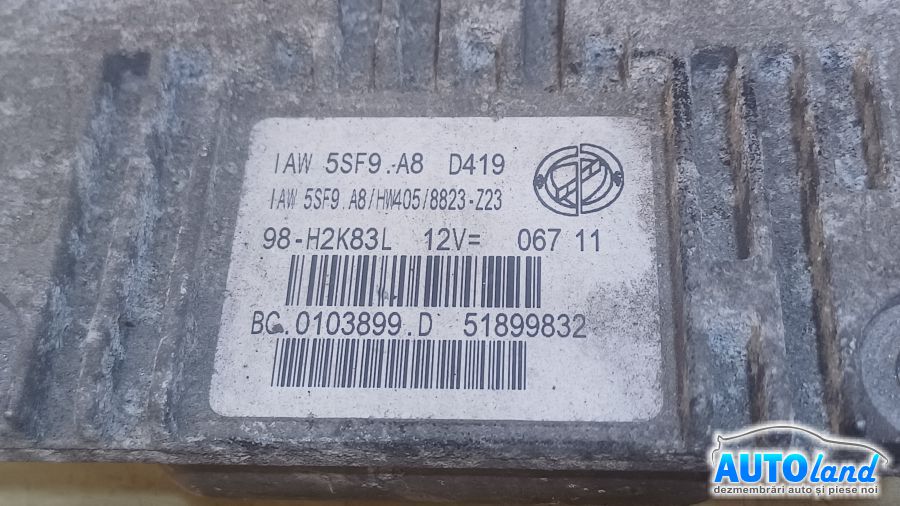 IAW 5SF9.A8 D419
IAW 5SF9.A8/HW405/8823-Z23
98-H2K83L 12V= 067 11
BC.0103899.D 51899832
AUTOland
dezmembrări auto și piese noi